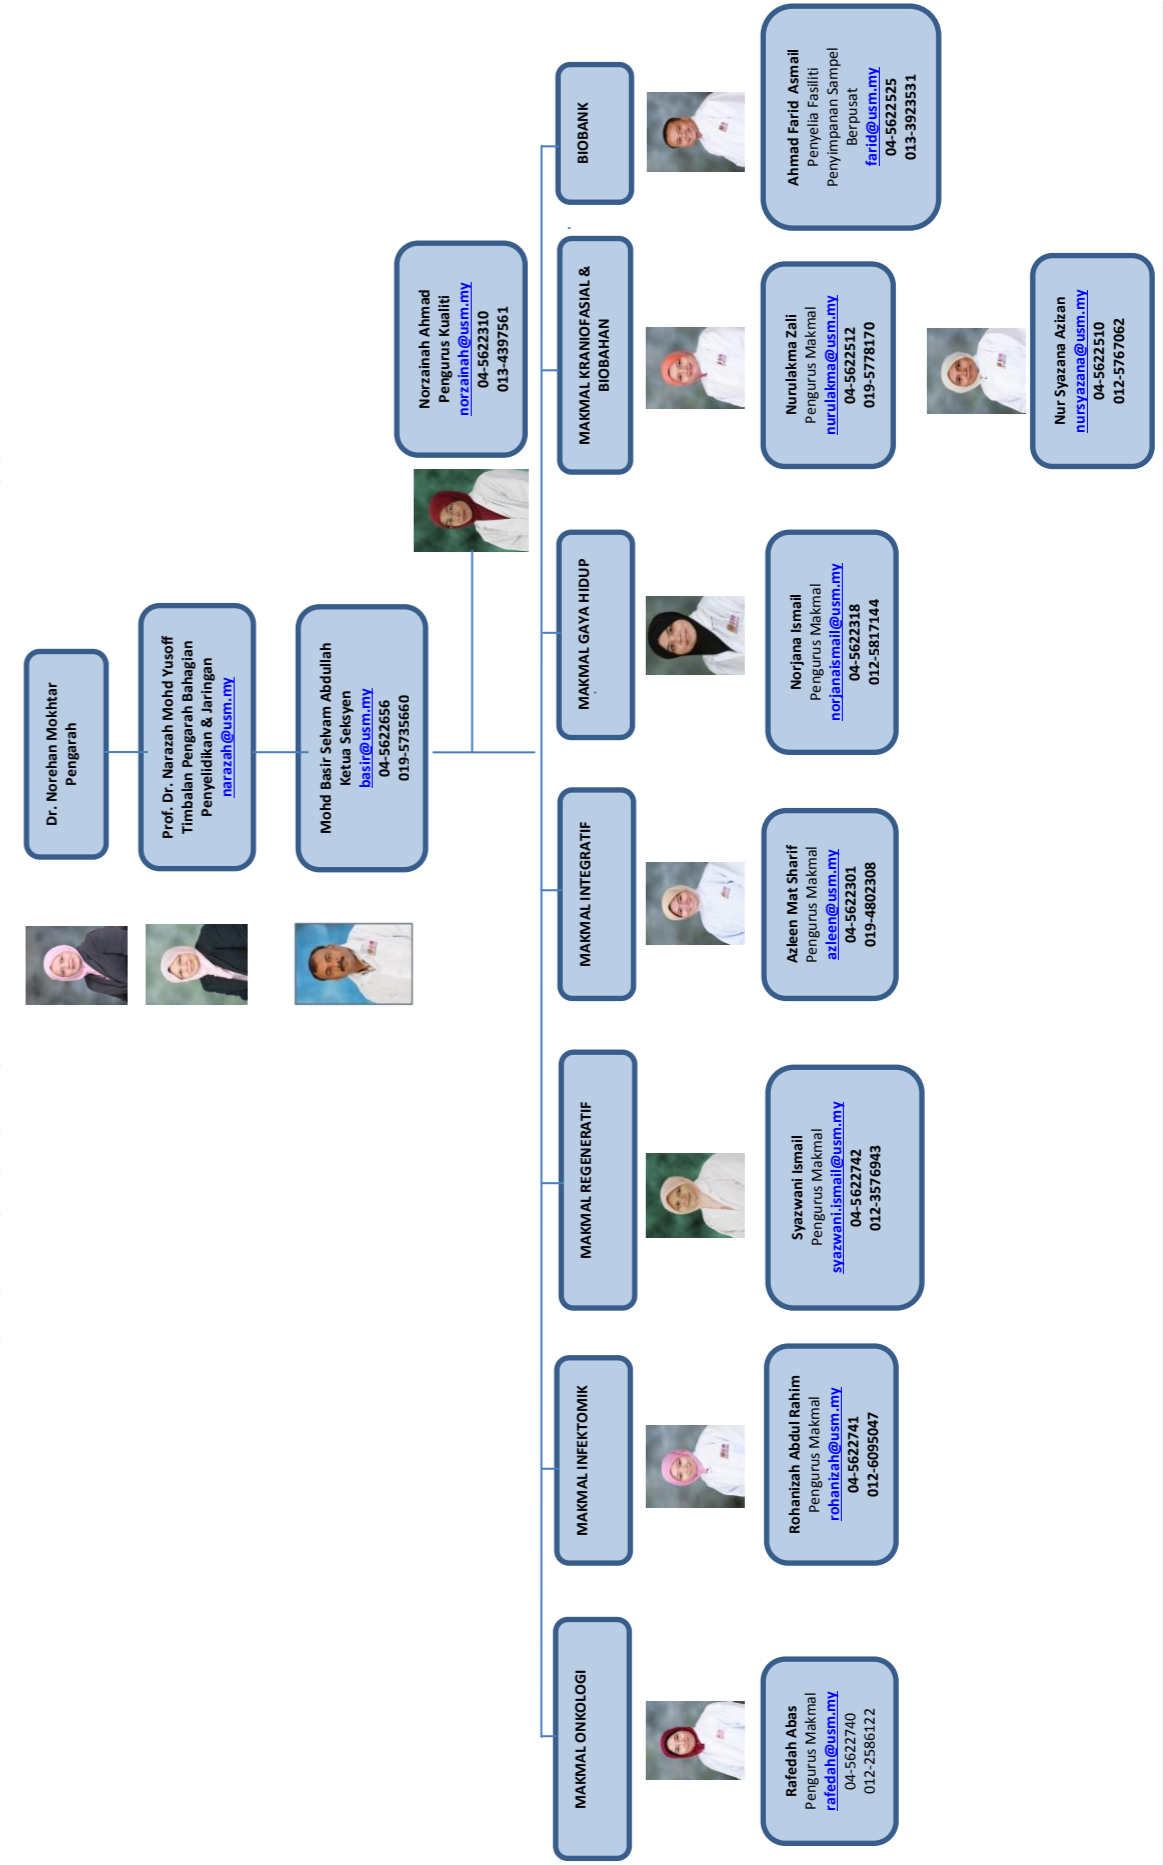 Dr. Norehan Mokhtar
Pengarah
Prof. Dr. Narazah Mohd Yusoff
Timbalan Pengarah Bahagian
Penyelidikan & Jaringan
narazah@usm.my
Mohd Basir Selvam Abdullah
Ketua Seksyen
basir@usm.my
04-5622656
019-5735660
Norzainah Ahmad
Pengurus Kualiti
norzainah@usm.my
04-5622310
013-4397561
MAKMAL ONKOLOGI
Rafedah Abas
Pengurus Makmal
rafedah@usm.my
04-5622740
012-2586122
MAKMAL INFEKTOMIK
Rohanizah Abdul Rahim
Pengurus Makmal
rohanizah@usm.my
04-5622741
012-6095047
MAKMAL REGENERATIF
Syazwani Ismail
Pengurus Makmal
syazwani.ismail@usm.my
04-5622742
012-3576943
MAKMAL INTEGRATIF
Azleen Mat Sharif
Pengurus Makmal
azleen@usm.my
04-5622301
019-4802308
MAKMAL GAYA HIDUP
Norjana Ismail
Pengurus Makmal
norjanaismail@usm.my
04-5622318
012-5817144
MAKMAL KRANIOFASIAL &
BIOBAHAN
Nurulakma Zali
Pengurus Makmal
nurulakma@usm.my
04-5622512
019-5778170
Nur Syazana Azizan
nursyazana@usm.my
04-5622510
012-5767062
BIOBANK
Ahmad Farid Asmail
Penyelia Fasiliti
Penyimpanan Sampel
Berpusat
farid@usm.my
04-5622525
013-3923531